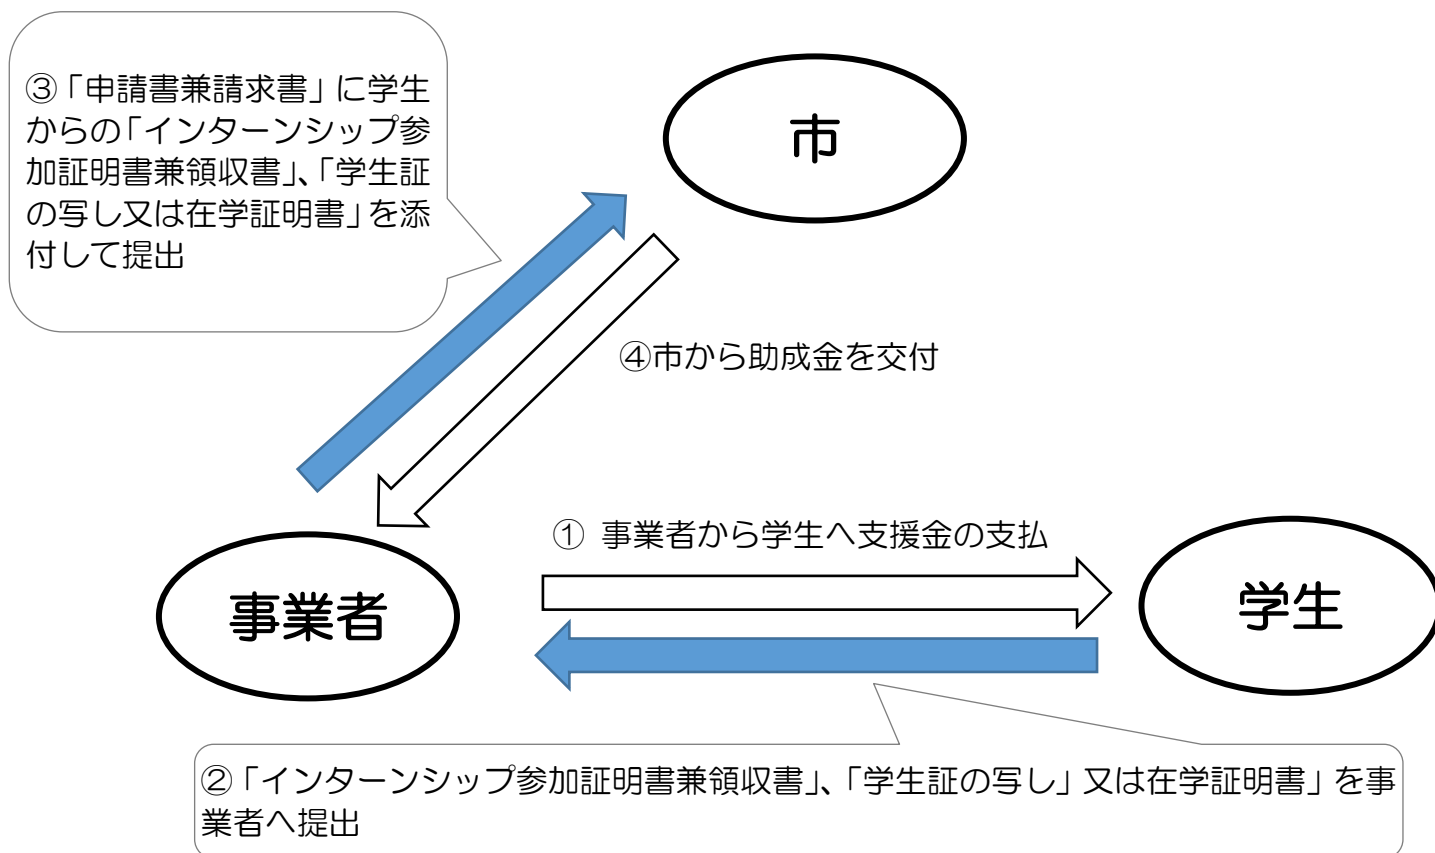 ③「申請書兼請求書」に学生
からの「インターンシップ参
加証明書兼領収書」、「学生証
の写し又は在学証明書」を添
付して提出
市
④市から助成金を交付
① 事業者から学生へ支援金の支払
事業者
学生
②「インターンシップ参加証明書兼領収書」、「学生証の写し」又は在学証明書」を事
業者へ提出